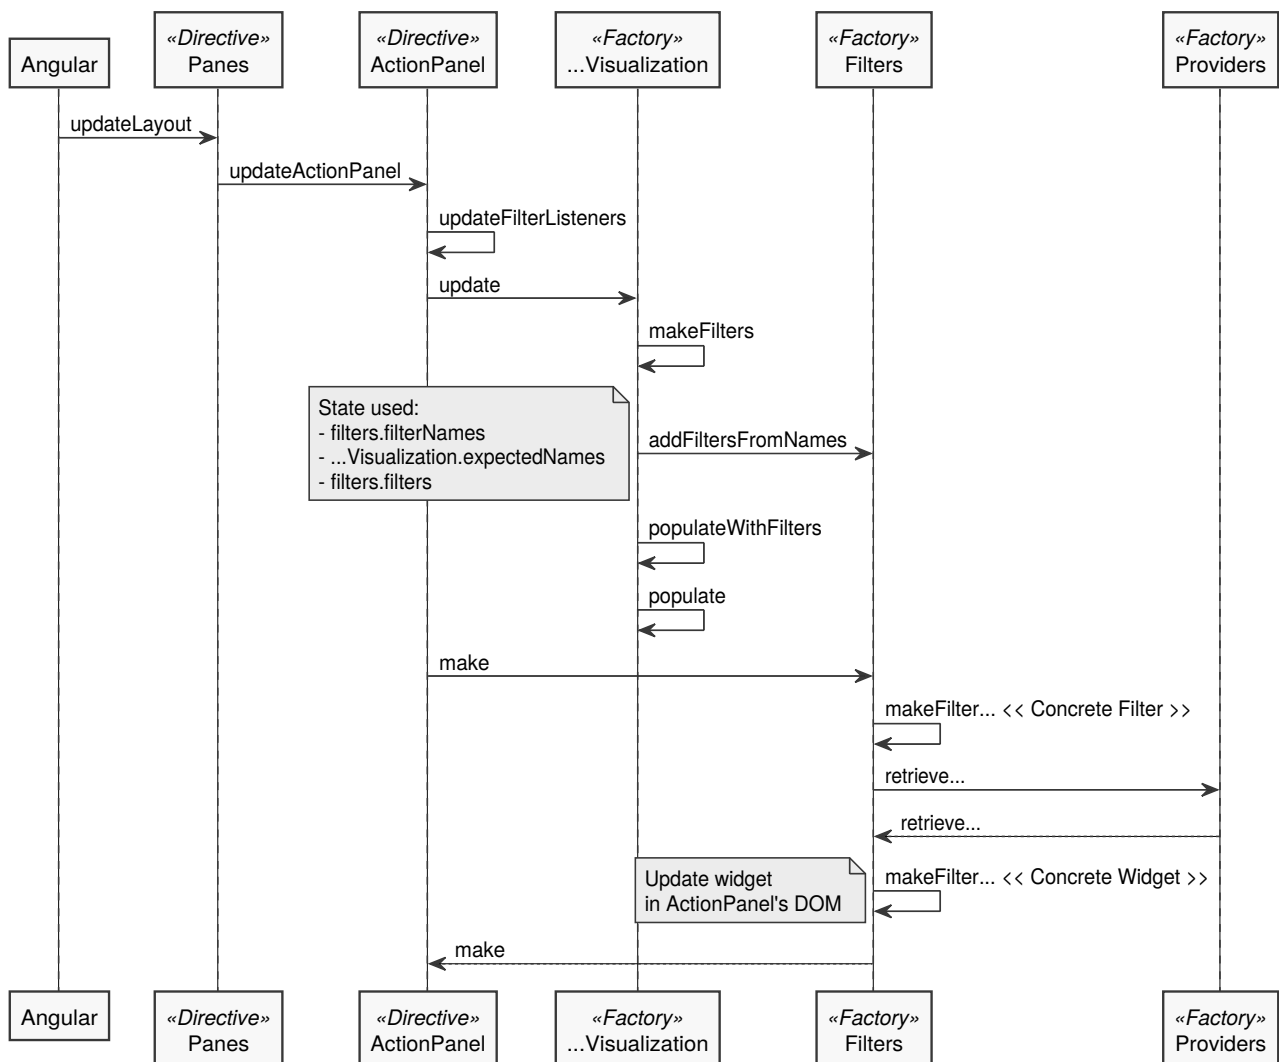 Angular
«Directive»
Panes
«Directive»
ActionPanel
«Factory»
...Visualization
«Factory»
Filters
«Factory»
Providers
updateLayout
updateActionPanel
updateFilterListeners
update
makeFilters
State used:
- filters.filterNames
- ...Visualization.expectedNames
- filters.filters
addFiltersFromNames
populateWithFilters
populate
make
makeFilter... << Concrete Filter >>
retrieve...
retrieve...
Update widget
in ActionPanel's DOM
makeFilter... << Concrete Widget >>
make
Angular
«Directive»
Panes
«Directive»
ActionPanel
«Factory»
...Visualization
«Factory»
Filters
«Factory»
Providers